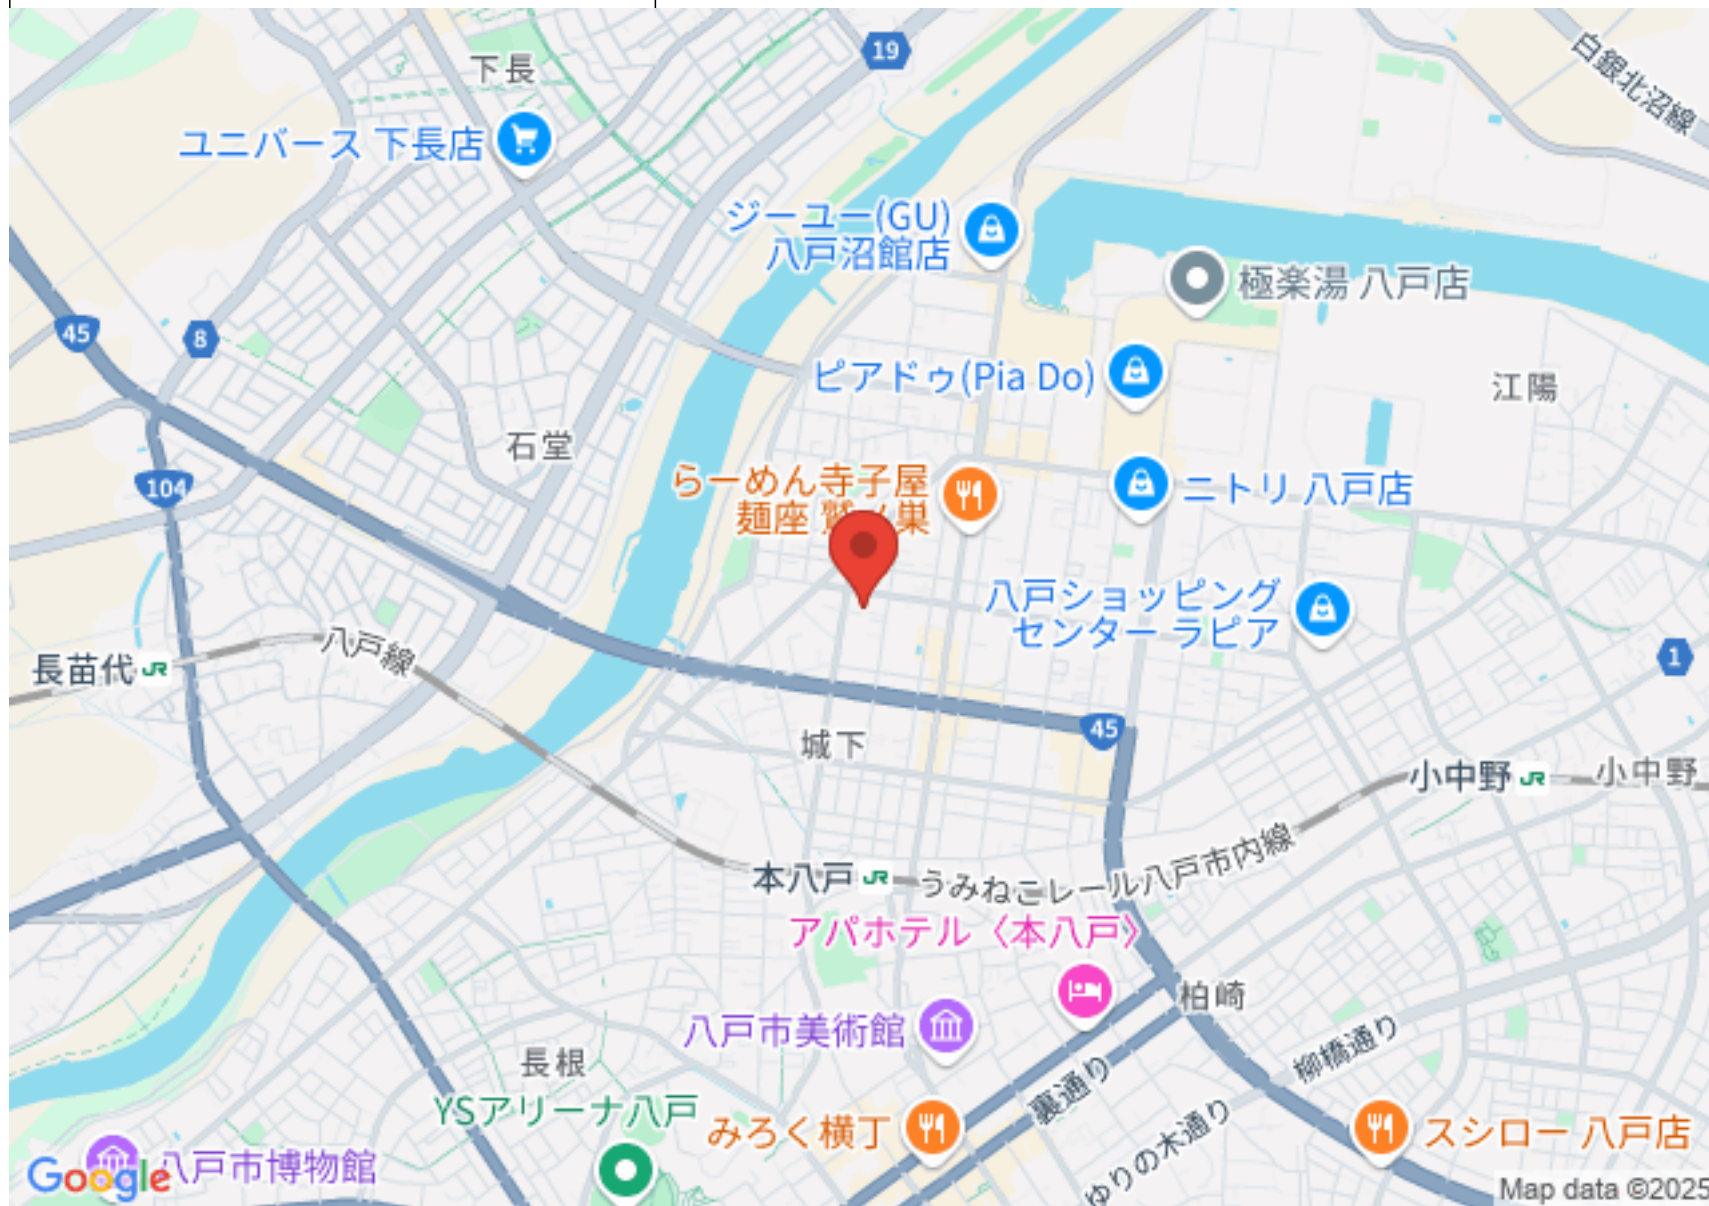 下長
19
白銀北沼線
ユニバース 下長店
ジーユー(GU)
八戸沼館店
極楽湯 八戸店
45
8
ピアドゥ(Pia Do)
江陽
石堂
104
らーめん寺子屋
麺座 鷲ノ巣
ニトリ 八戸店
八戸ショッピング
センター ラピア
八戸線
長苗代 JR
1
城下
45
小中野 JR
小中野
本八戸 JR
うみねこレール八戸市内線
アパホテル〈本八戸〉
柏崎
八戸市美術館
長根
柳橋通り
裏通り
YSアリーナ八戸
みろく横丁
ゆりの木通り
スシロー 八戸店
八戸市博物館
Google
Map data ©2025